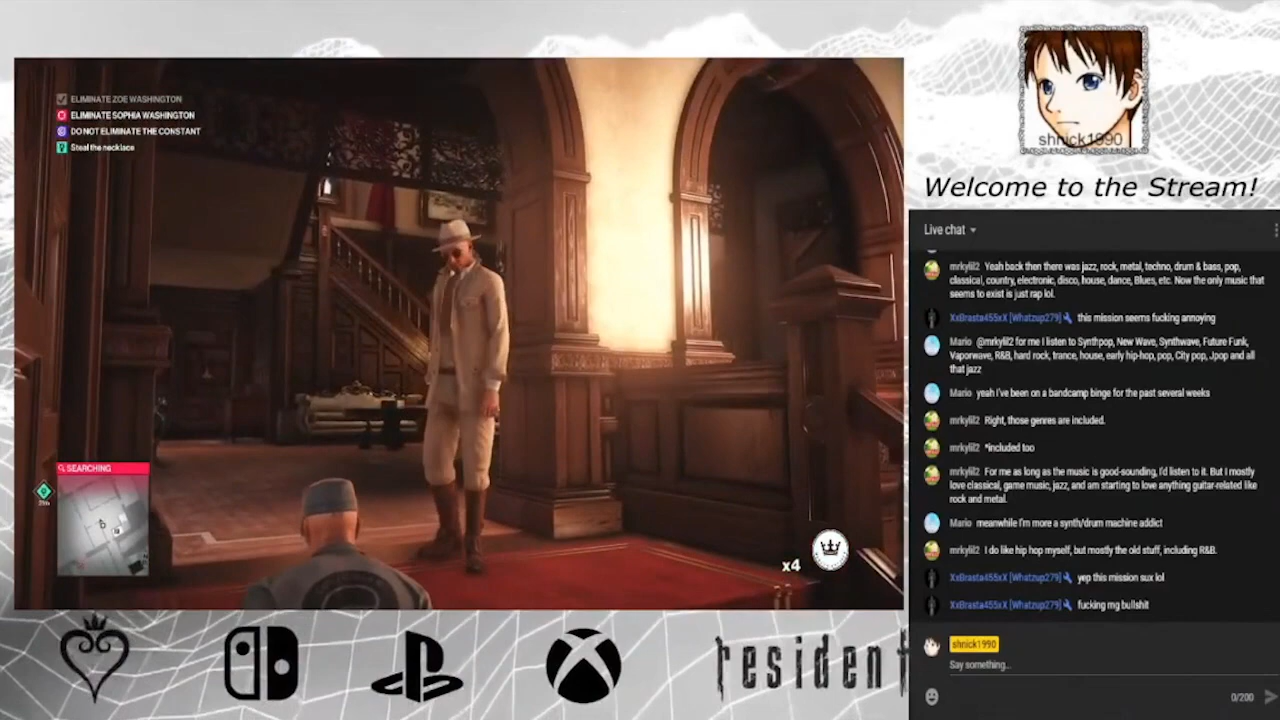 ELIMINATE ZOE WASHINGTON
ELIMINATE SOPHIA WASHINGTON
DO NOT ELIMINATE THE CONSTANT
Steal the necklace
SEARCHING
x4
resident
shnick1990
Welcome to the Stream!
Live chat
mrkylil2 Yeah back then there was jazz, rock, metal, techno, drum & bass, pop,
classical, country, electronic, disco, house, dance, Blues, etc. Now the only music that
seems to exist is just rap lol.
XxBrasta455xX [Whatzup279] this mission seems fucking annoying
Mario @mrkylil2 for me I listen to Synthpop, New Wave, Synthwave, Future Funk,
Vaporwave, R&B, hard rock, trance, house, early hip-hop, pop, City pop, Jpop and all
that jazz
Mario yeah I've been on a bandcamp binge for the past several weeks
mrkylil2 Right, those genres are included.
mrkylil2 *included too
mrkylil2 For me as long as the music is good-sounding, I'd listen to it. But I mostly
love classical, game music, jazz, and am starting to love anything guitar-related like
rock and metal.
Mario meanwhile I'm more a synth/drum machine addict
mrkylil2 I do like hip hop myself, but mostly the old stuff, including R&B.
XxBrasta455xX [Whatzup279] yep this mission sux lol
XxBrasta455xX [Whatzup279] fucking mg bullshit
shnick1990
Say something...
0/200